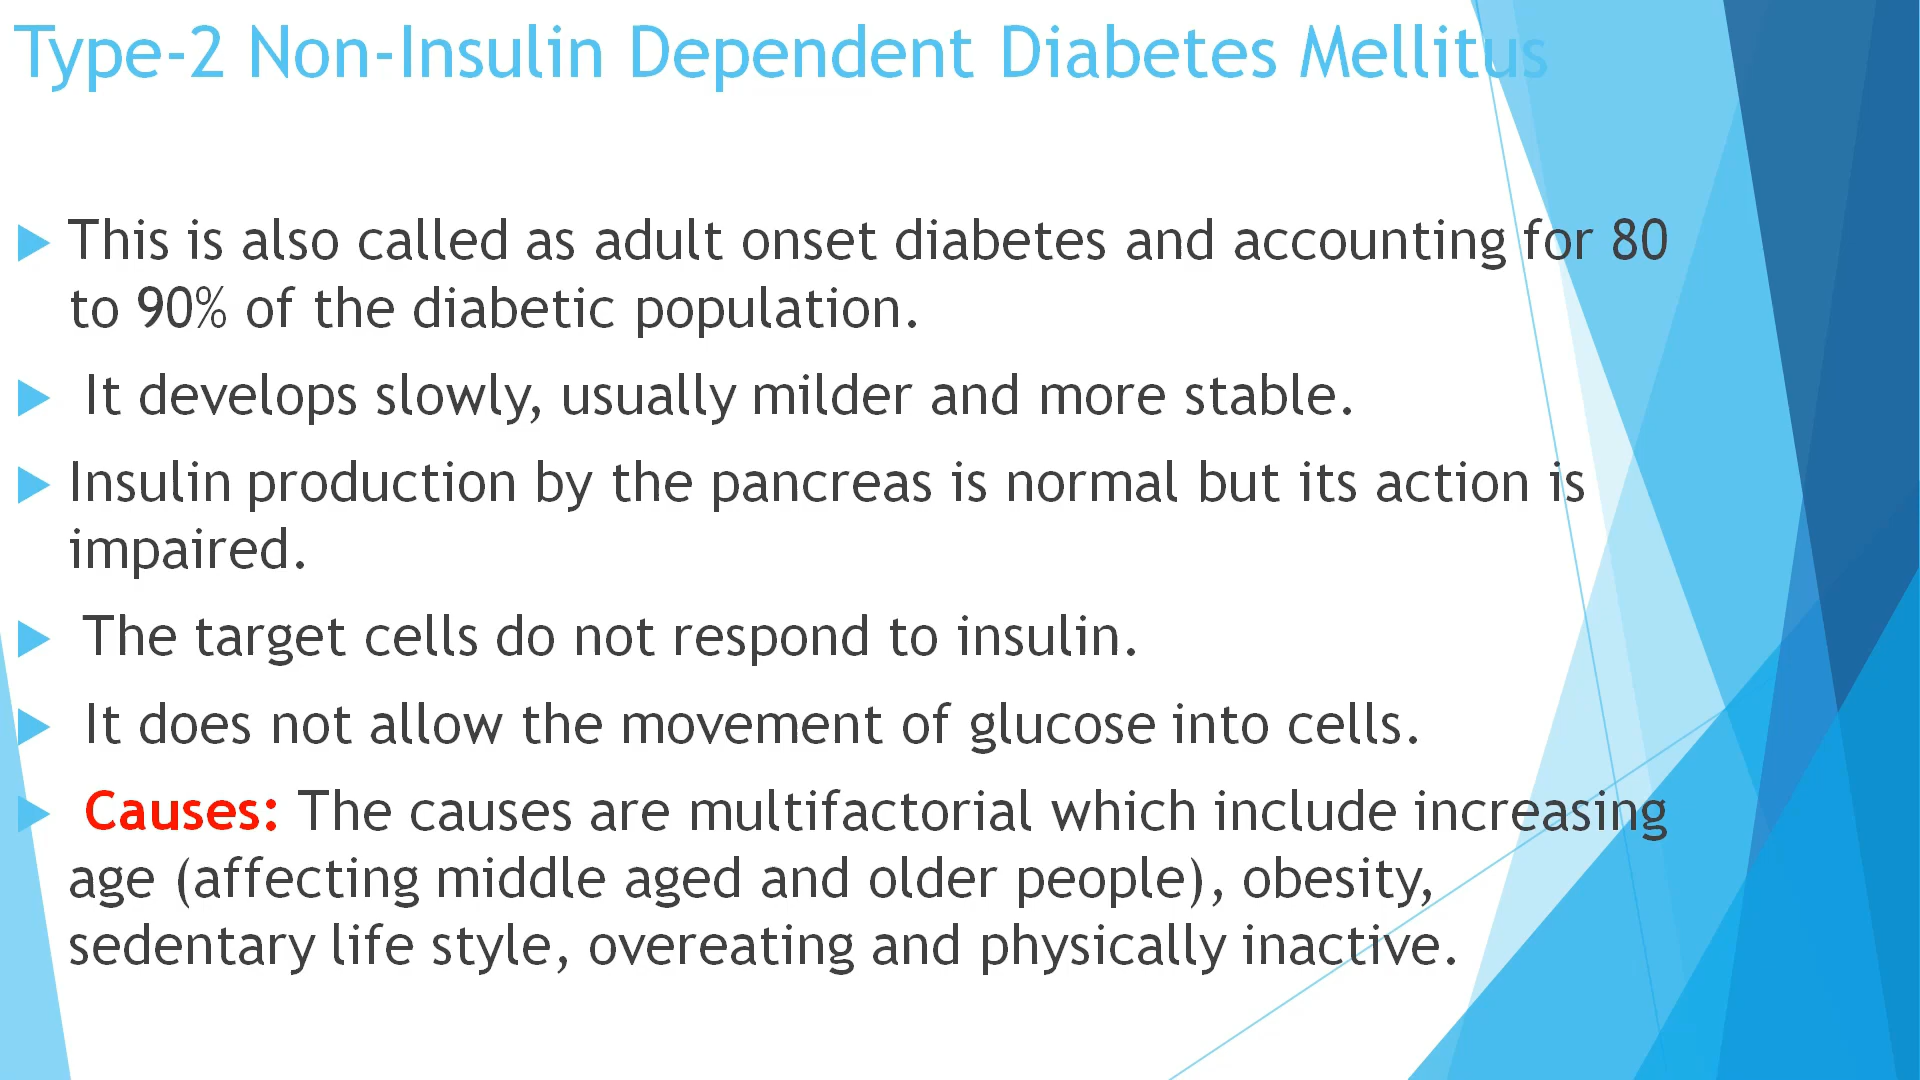 Type-2 Non-Insulin Dependent Diabetes Mellitus
This is also called as adult onset diabetes and accounting for 80
to 90% of the diabetic population.
It develops slowly, usually milder and more stable.
Insulin production by the pancreas is normal but its action is
impaired.
The target cells do not respond to insulin.
It does not allow the movement of glucose into cells.
Causes: The causes are multifactorial which include increasing
age (affecting middle aged and older people), obesity,
sedentary life style, overeating and physically inactive.